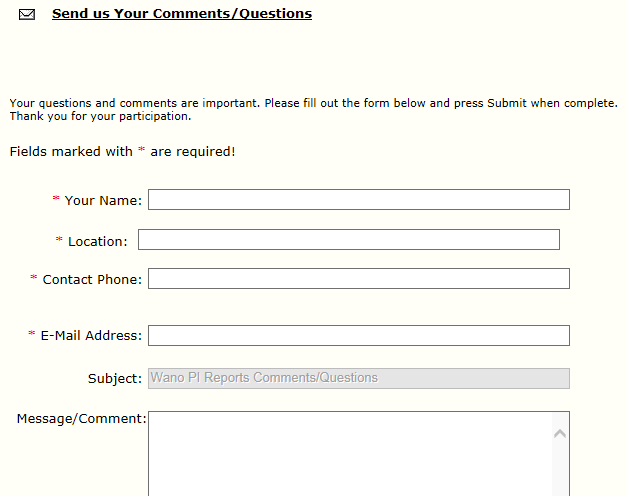 Send us Your Comments/Questions
Your questions and comments are important. Please fill out the form below and press Submit when complete.
Thank you for your participation.
Fields marked with * are required!
* Your Name:
* Location:
* Contact Phone:
* E-Mail Address:
Subject: Wano PI Reports Comments/Questions
Message/Comment: